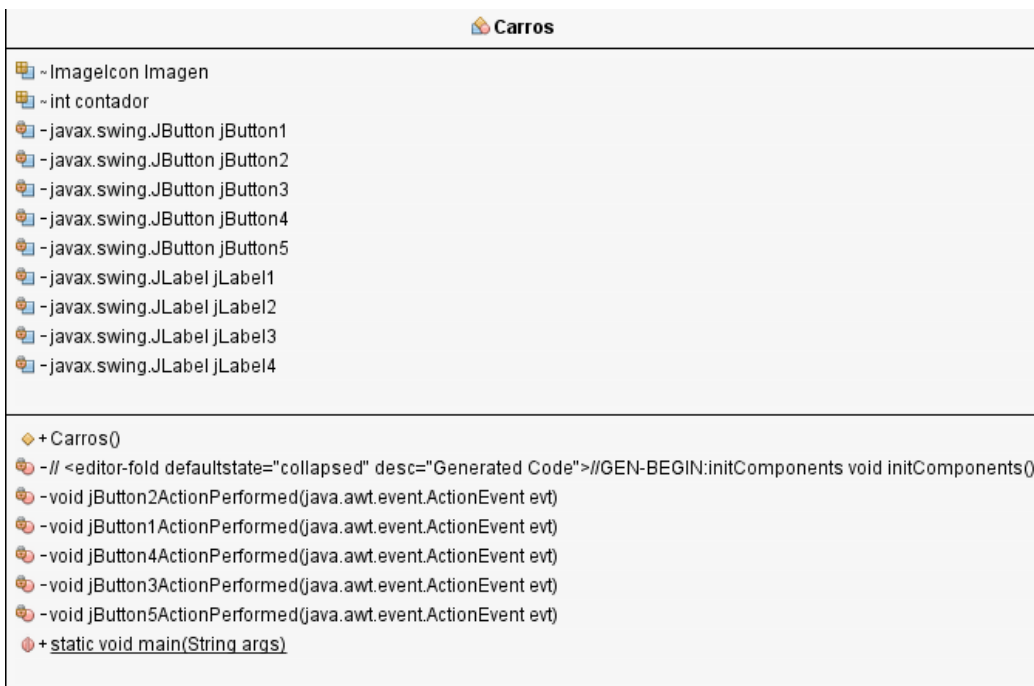 Carros
~ImageIcon Imagen
~int contador
-javax.swing.JButton jButton1
-javax.swing.JButton jButton2
-javax.swing.JButton jButton3
-javax.swing.JButton jButton4
-javax.swing.JButton jButton5
-javax.swing.JLabel jLabel1
-javax.swing.JLabel jLabel2
-javax.swing.JLabel jLabel3
-javax.swing.JLabel jLabel4
+Carros()
-// <editor-fold defaultstate="collapsed" desc="Generated Code">//GEN-BEGIN:initComponents void initComponents()
-void jButton2ActionPerformed(java.awt.event.ActionEvent evt)
-void jButton1ActionPerformed(java.awt.event.ActionEvent evt)
-void jButton4ActionPerformed(java.awt.event.ActionEvent evt)
-void jButton3ActionPerformed(java.awt.event.ActionEvent evt)
-void jButton5ActionPerformed(java.awt.event.ActionEvent evt)
+static void main(String args)